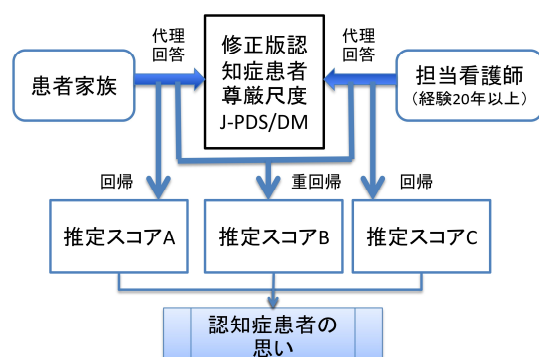 代理
回答
修正版認
知症患者
尊厳尺度
J-PDS/DM
代理
回答
患者家族
担当看護師
（経験20年以上）
回帰
重回帰
回帰
推定スコアA
推定スコアB
推定スコアC
認知症患者の
思い